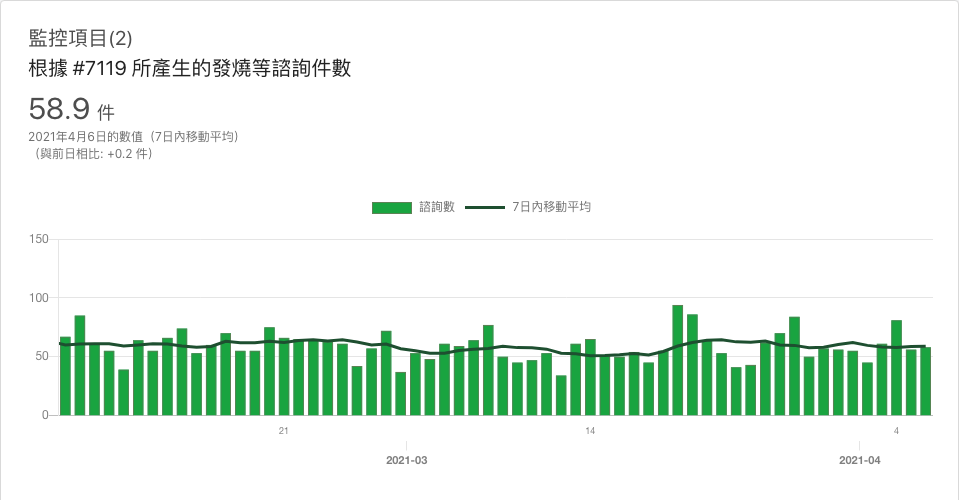 監控項目(2)
根據 #7119 所產生的發燒等諮詢件數
58.9 件
2021年4月6日的數值（7日內移動平均）
（與前日相比: +0.2 件）
諮詢數 7日內移動平均
150
100
50
0
21 14 4
2021-03 2021-04